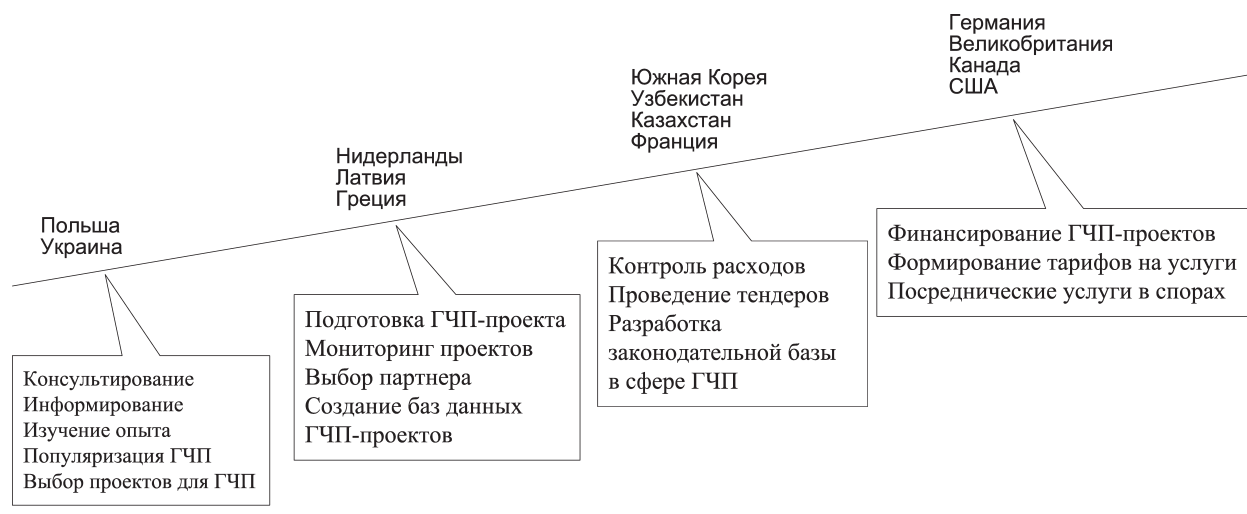 Польша
Украина
Консультирование
Информирование
Изучение опыта
Популяризация ГЧП
Выбор проектов для ГЧП
Нидерланды
Латвия
Греция
Подготовка ГЧП-проекта
Мониторинг проектов
Выбор партнера
Создание баз данных
ГЧП-проектов
Южная Корея
Узбекистан
Казахстан
Франция
Контроль расходов
Проведение тендеров
Разработка
законодательной базы
в сфере ГЧП
Германия
Великобритания
Канада
США
Финансирование ГЧП-проектов
Формирование тарифов на услуги
Посреднические услуги в спорах